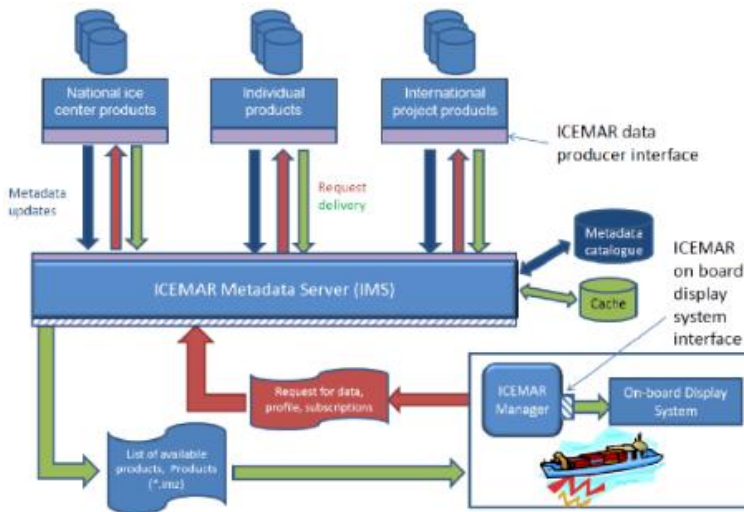 National ice
center products
Individual
products
International
project products
ICEMAR data
producer interface
Metadata
updates
Request
delivery
Metadata
catalogue
ICEMAR
on board
display
system
interface
ICEMAR Metadata Server (IMS)
Cache
Request for data,
profile, subscriptions
ICEMAR
Manager
On-board Display
System
List of available
products, Products
(*.imz)